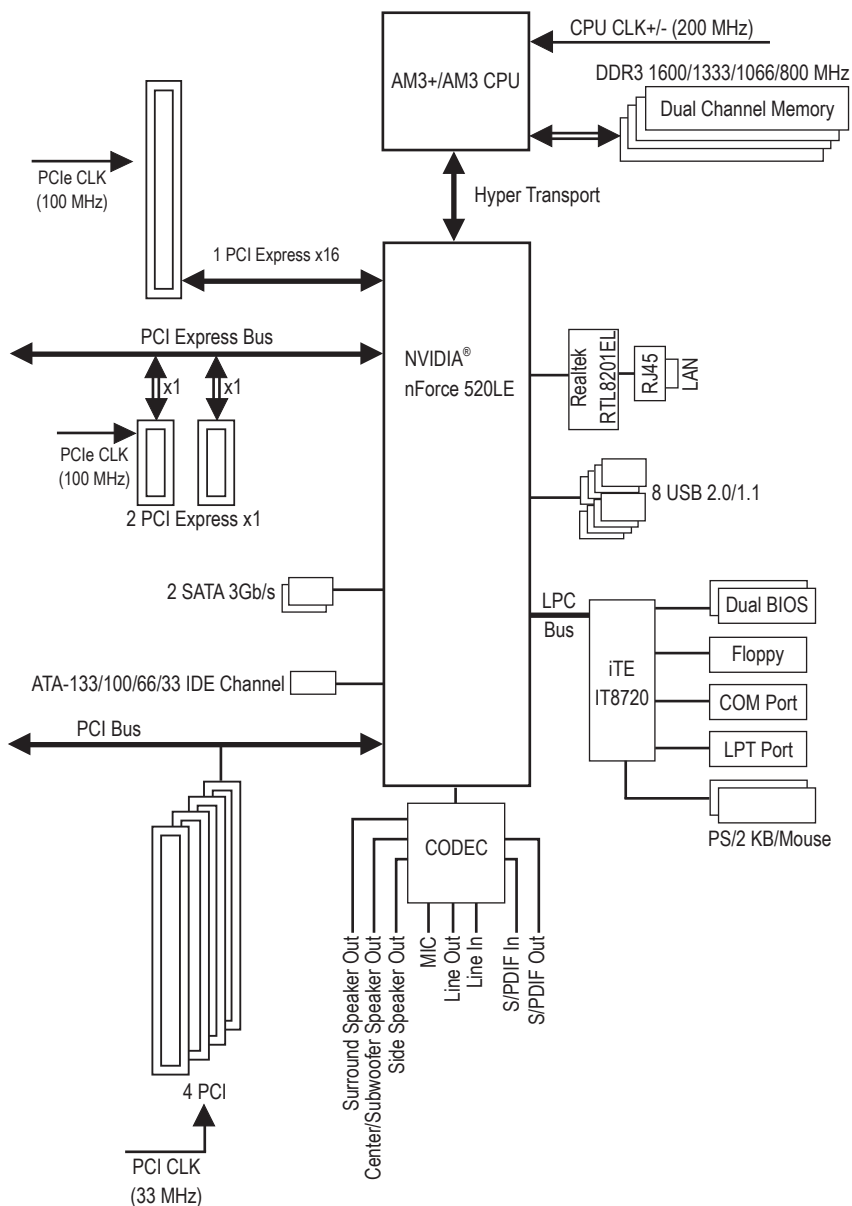 CPU CLK+/- (200 MHz)
AM3+/AM3 CPU
DDR3 1600/1333/1066/800 MHz
Dual Channel Memory
PCIe CLK
(100 MHz)
Hyper Transport
1 PCI Express x16
PCI Express Bus
x1
x1
NVIDIA®
nForce 520LE
Realtek
RTL8201EL
RJ45
LAN
PCIe CLK
(100 MHz)
2 PCI Express x1
8 USB 2.0/1.1
2 SATA 3Gb/s
LPC
Bus
iTE
IT8720
Dual BIOS
Floppy
COM Port
LPT Port
PS/2 KB/Mouse
ATA-133/100/66/33 IDE Channel
PCI Bus
CODEC
Surround Speaker Out
Center/Subwoofer Speaker Out
Side Speaker Out
MIC
Line Out
Line In
S/PDIF In
S/PDIF Out
4 PCI
PCI CLK
(33 MHz)